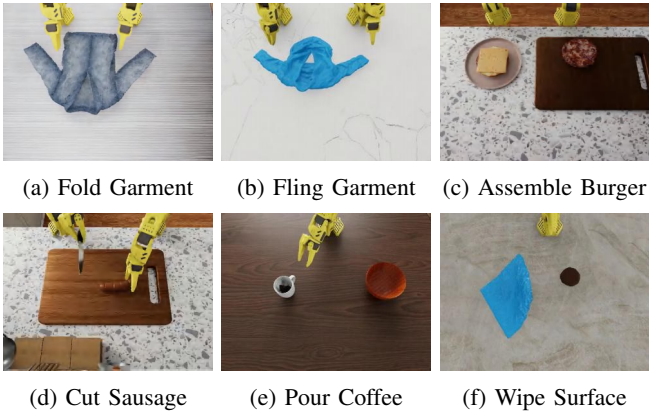 (a) Fold Garment
(b) Fling Garment
(c) Assemble Burger
(d) Cut Sausage
(e) Pour Coffee
(f) Wipe Surface